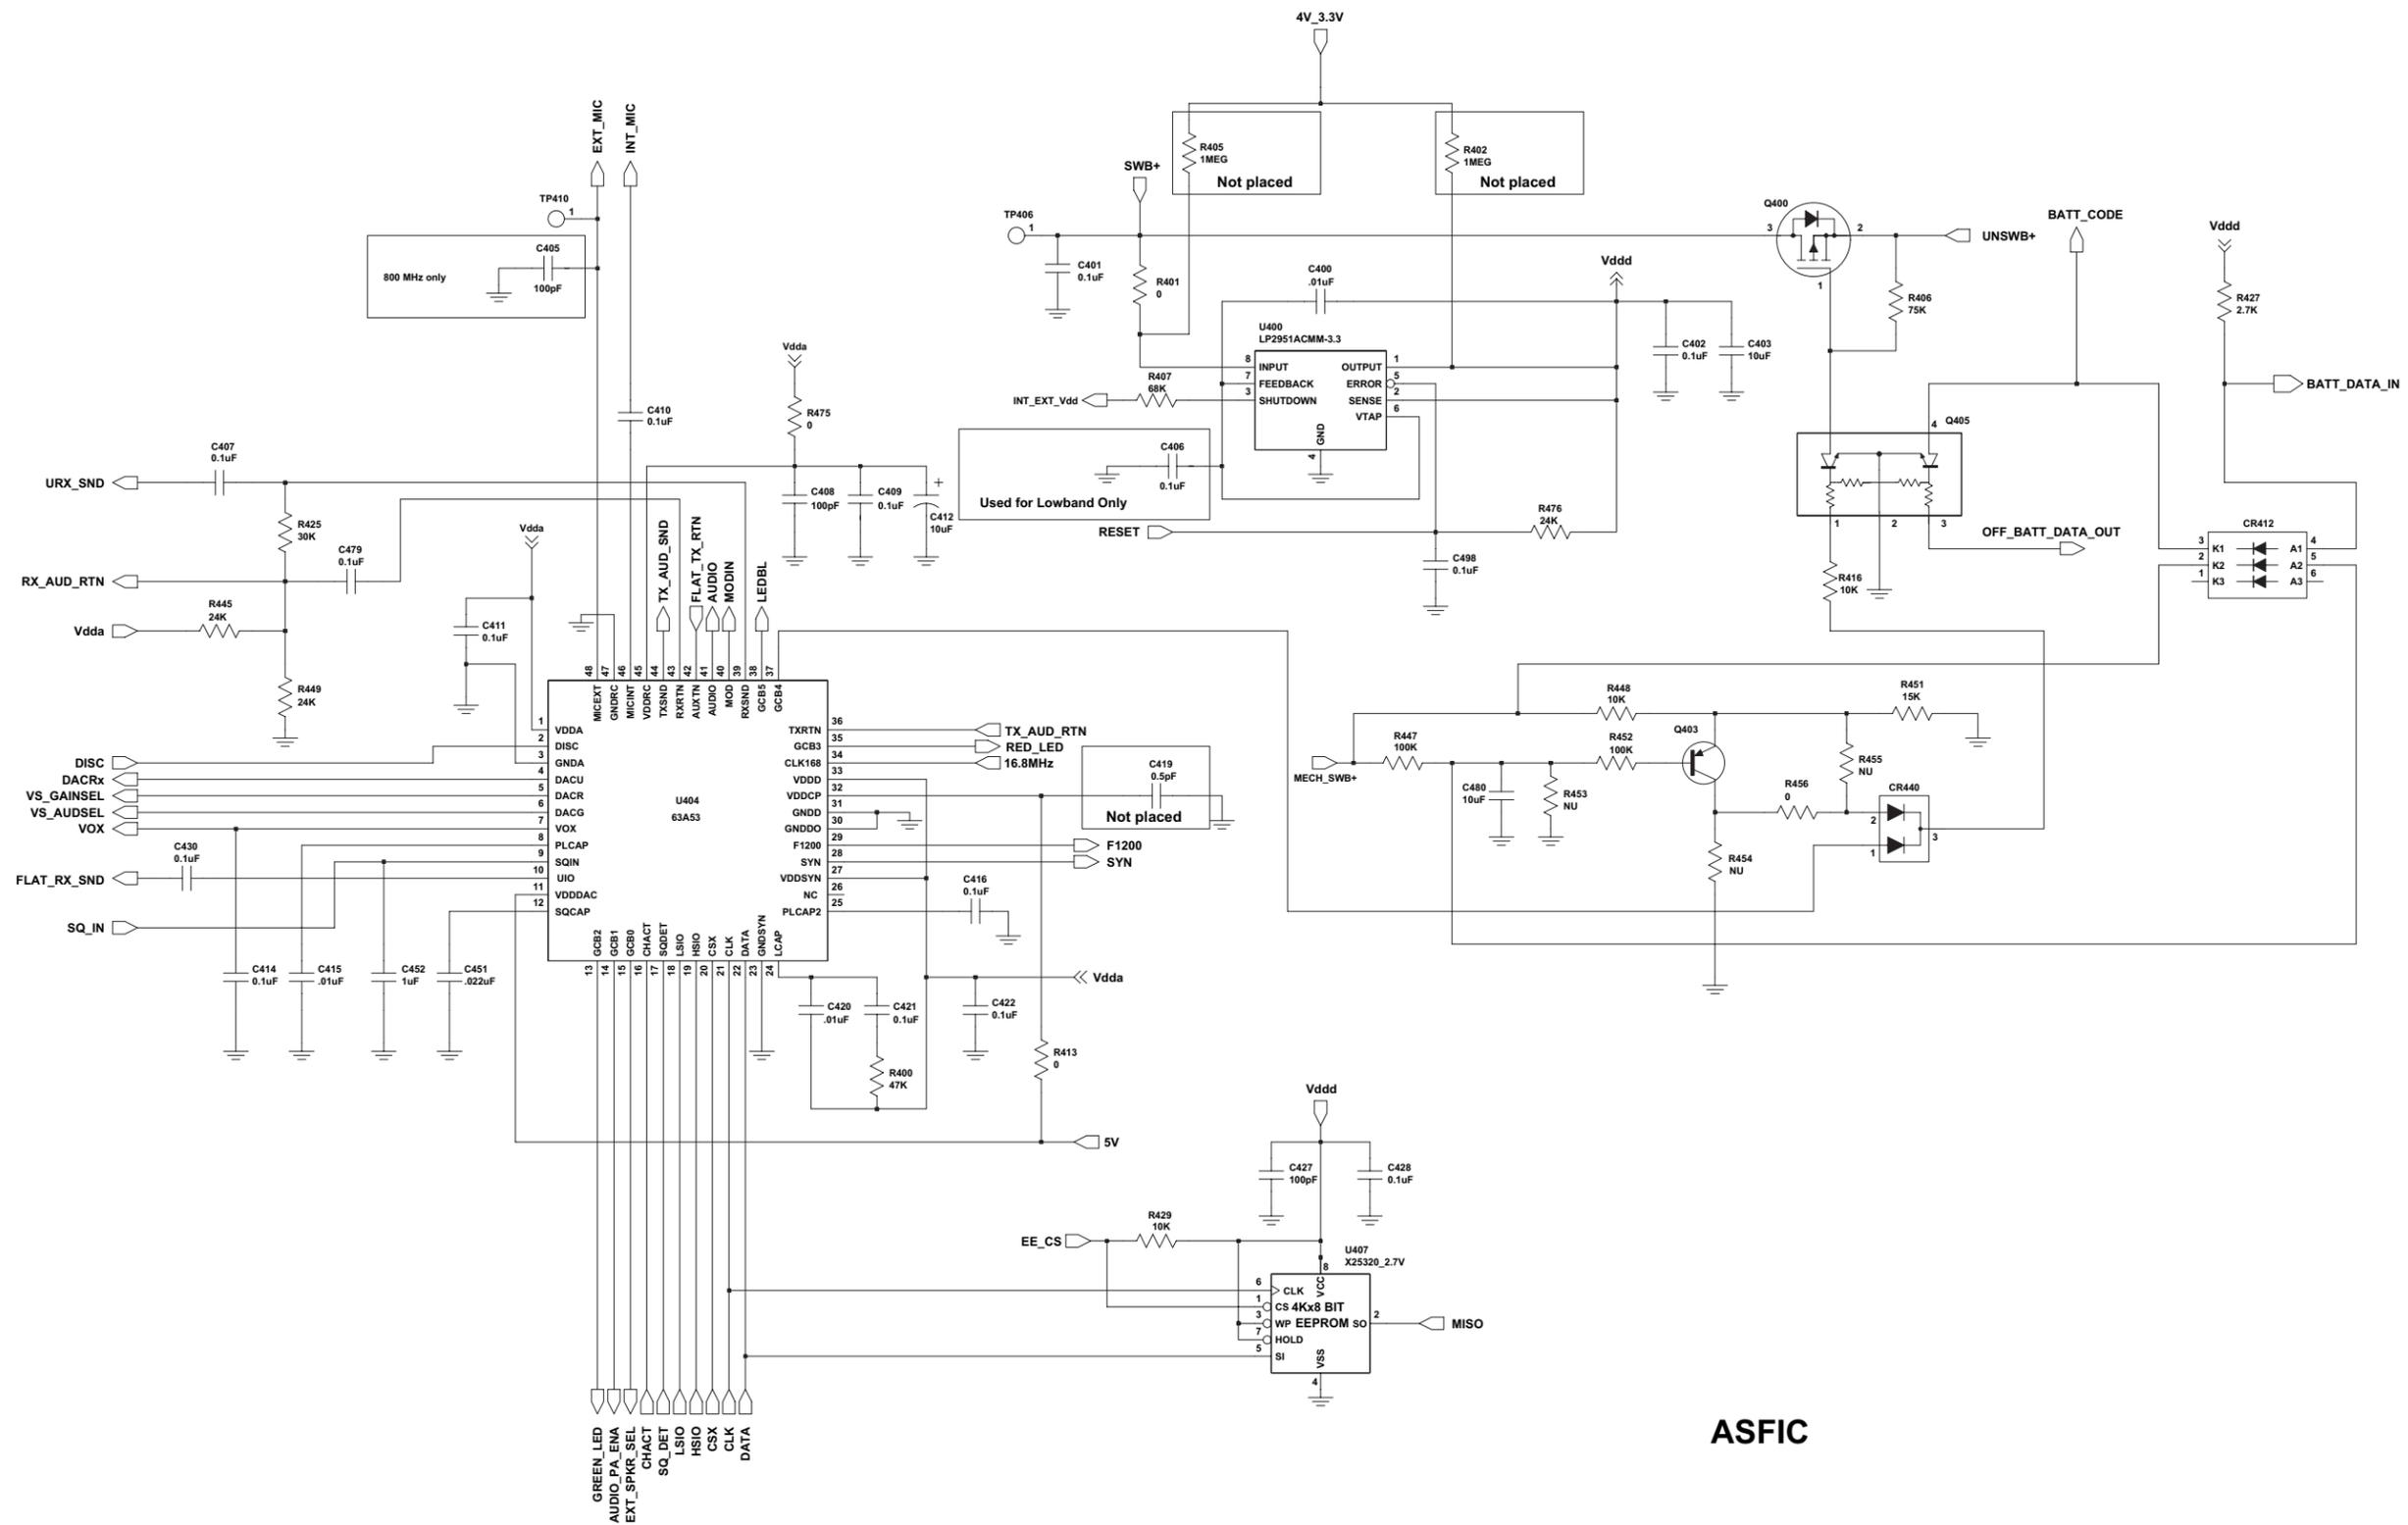 4V_3.3V
EXT_MIC
INT_MIC
R405
1MEG
Not placed
R402
1MEG
Not placed
SWB+
TP410
1
TP406
1
Q400
3
2
1
UNSWB+
BATT_CODE
Vddd
C405
800 MHz only
100pF
C401
0.1uF
R401
0
C400
.01uF
Vddd
R406
75K
R427
2.7K
U400
LP2951ACMM-3.3
C402
0.1uF
C403
10uF
Vdda
R475
0
INT_EXT_Vdd
R407
68K
8
7
3
INPUT
FEEDBACK
SHUTDOWN
GND
4
OUTPUT
ERROR
SENSE
VTAP
1
5
2
6
BATT_DATA_IN
C410
0.1uF
4
Q405
1
2
3
C407
0.1uF
URX_SND
C406
0.1uF
Used for Lowband Only
C408
100pF
C409
0.1uF
+
C412
10uF
R425
30K
Vdda
RESET
R476
24K
C498
0.1uF
OFF_BATT_DATA_OUT
CR412
3
2
1
K1
K2
K3
A1
A2
A3
4
5
6
C479
0.1uF
RX_AUD_RTN
R416
10K
TX_AUD_SND
FLAT_TX_RTN
AUDIO
MODIN
LEDBL
R445
24K
Vdda
C411
0.1uF
R449
24K
48
47
46
45
44
43
42
41
40
39
38
37
MICEXT
GNDRC
MICINT
VDDRC
TXSND
RXRTN
AUXTN
AUDIO
MOD
RXSND
GCB5
GCB4
DISC
DACRx
VS_GAINSEL
VS_AUDSEL
VOX
C430
0.1uF
FLAT_RX_SND
SQ_IN
1
2
3
4
5
6
7
8
9
10
11
12
VDDA
DISC
GNDA
DACU
DACR
DACG
VOX
PLCAP
SQIN
UIO
VDDDAC
SQCAP
U404
63A53
TXRTN
GCB3
CLK168
VDDD
VDDCP
GNDD
GNDDO
F1200
SYN
VDDSYN
NC
PLCAP2
36
35
34
33
32
31
30
29
28
27
26
25
TX_AUD_RTN
RED_LED
16.8MHz
C419
0.5pF
Not placed
F1200
SYN
C416
0.1uF
R448
10K
R451
15K
Q403
R447
100K
R452
100K
MECH_SWB+
C480
10uF
R453
NU
R455
NU
R456
0
CR440
2
1
3
R454
NU
GCB2
GCB1
GCB0
CHACT
SQDET
LSIO
HSIO
CSX
CLK
DATA
GNDSYN
LCAP
13
14
15
16
17
18
19
20
21
22
23
24
C414
0.1uF
C415
.01uF
C452
1uF
C451
.022uF
C420
.01uF
C421
0.1uF
C422
0.1uF
Vdda
R413
0
R400
47K
5V
Vddd
C427
100pF
C428
0.1uF
R429
10K
EE_CS
U407
X25320_2.7V
8
VCC
6
1
3
7
5
CLK
CS 4Kx8 BIT
WP EEPROM SO
HOLD
SI
VSS
4
2
MISO
GREEN_LED
AUDIO_PA_ENA
EXT_SPKR_SEL
CHACT
SQ_DET
LSIO
HSIO
CSX
CLK
DATA
ASFIC